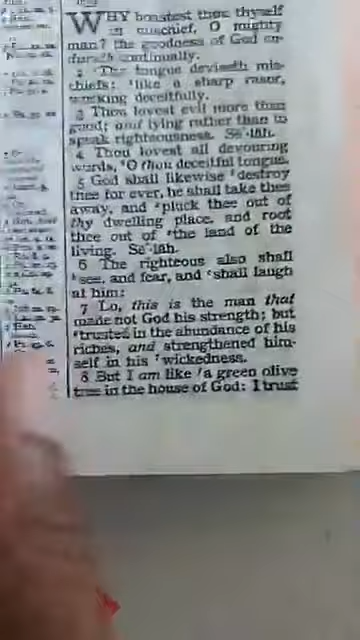 WHY boastest thou thyself
in mischief, O mighty
man? the goodness of God en-
dureth continually.
2 Thy tongue deviseth mis-
chiefs; like a sharp rasor,
working deceitfully.
3 Thou lovest evil more than
good; and lying rather than to
speak righteousness. Se´-lah.
4 Thou lovest all devouring
words, O thou deceitful tongue.
5 God shall likewise destroy
thee for ever, he shall take thee
away, and pluck thee out of
thy dwelling place, and root
thee out of the land of the
living. Se´-lah.
6 The righteous also shall
see, and fear, and shall laugh
at him:
7 Lo, this is the man that
made not God his strength; but
trusted in the abundance of his
riches, and strengthened him-
self in his wickedness.
8 But I am like a green olive
tree in the house of God: I trust